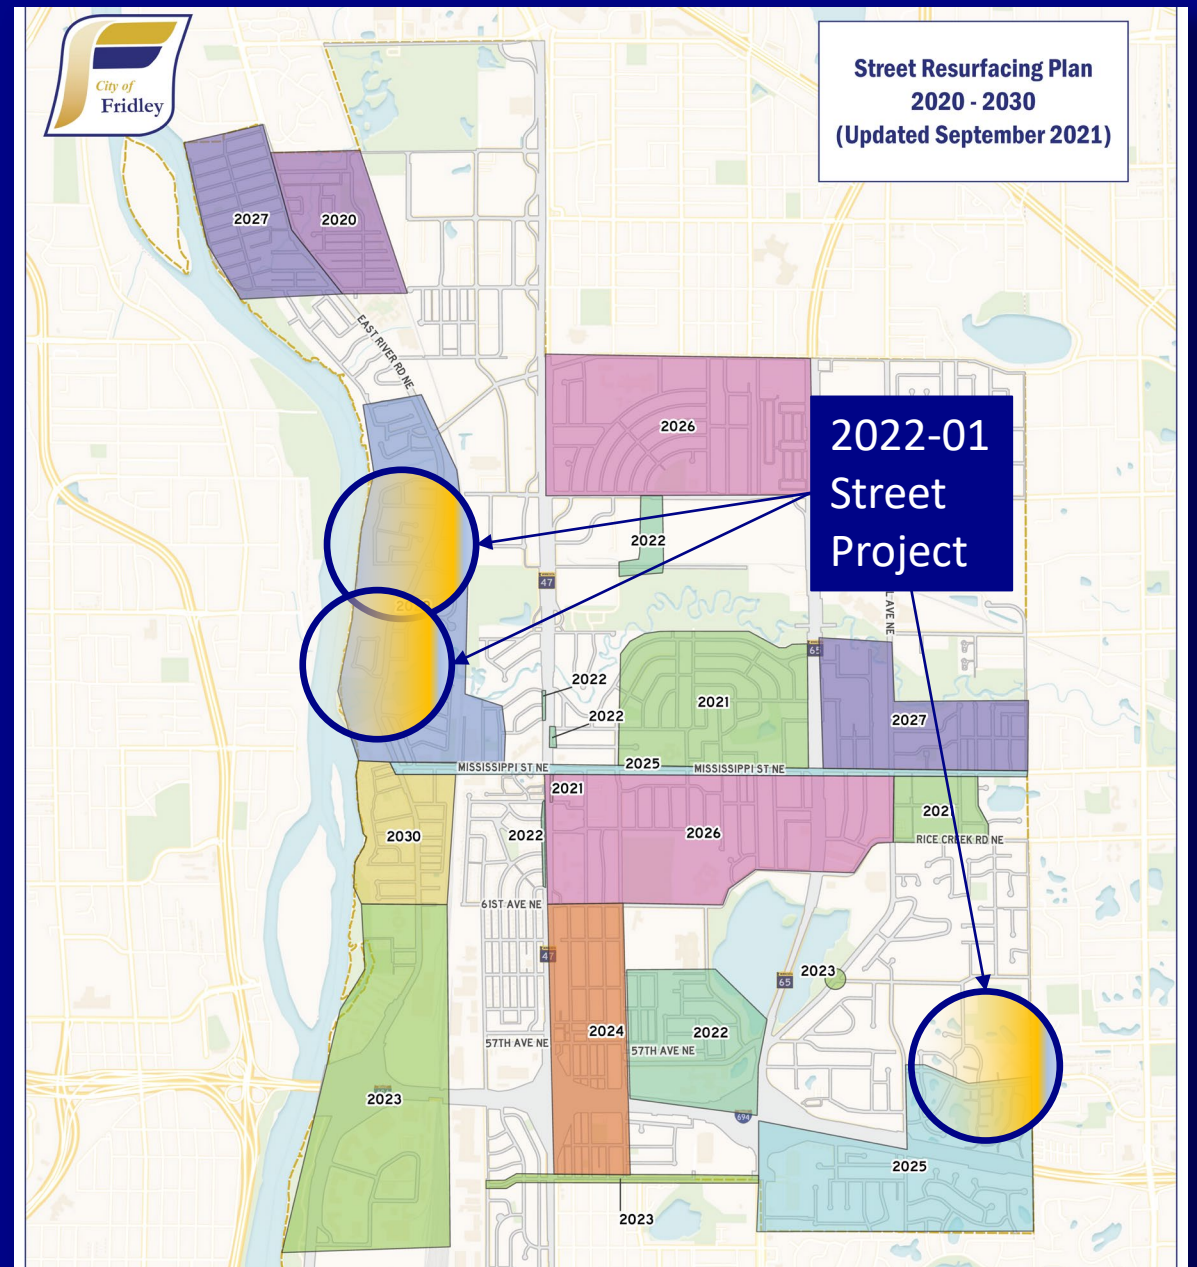 City of
Fridley
Street Resurfacing Plan
2020 - 2030
(Updated September 2021)
2027
2020
EAST RIVER RD NE
2026
2022-01
Street
Project
2022
47
L AVE NE
65
2022
2021
2022
2027
MISSISSIPPI ST NE
2025
MISSISSIPPI ST NE
2021
2030
2022
2026
RICE CREEK RD NE
61ST AVE NE
47
65
2023
2024
2022
57TH AVE NE
57TH AVE NE
2023
694
2025
2023